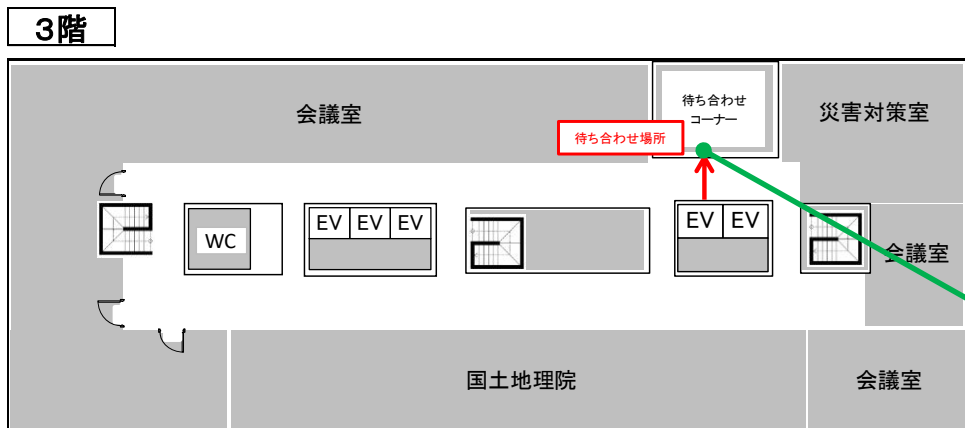 ３階
会議室
待ち合わせ
コーナー
災害対策室
待ち合わせ場所
WC
EV EV EV
EV EV
会議室
国土地理院
会議室